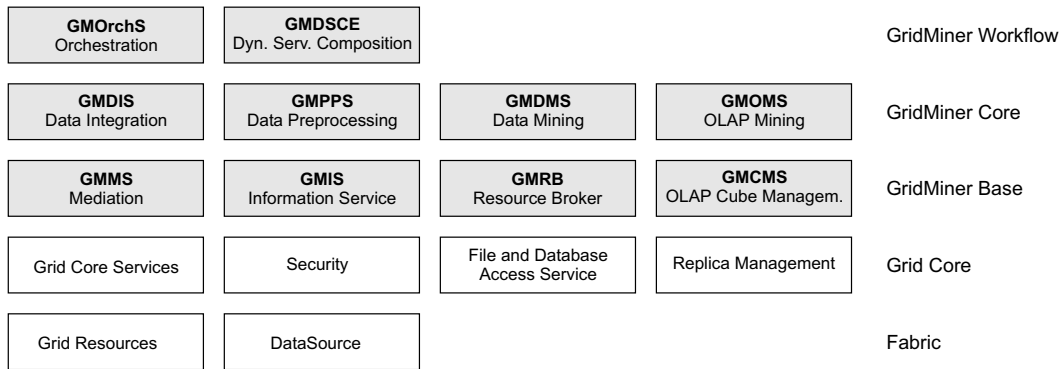 GMOrchS
Orchestration
GMDSCE
Dyn. Serv. Composition
GridMiner Workflow
GMDIS
Data Integration
GMPPS
Data Preprocessing
GMDMS
Data Mining
GMOMS
OLAP Mining
GridMiner Core
GMMS
Mediation
GMIS
Information Service
GMRB
Resource Broker
GMCMS
OLAP Cube Managem.
GridMiner Base
Grid Core Services
Security
File and Database
Access Service
Replica Management
Grid Core
Grid Resources
DataSource
Fabric